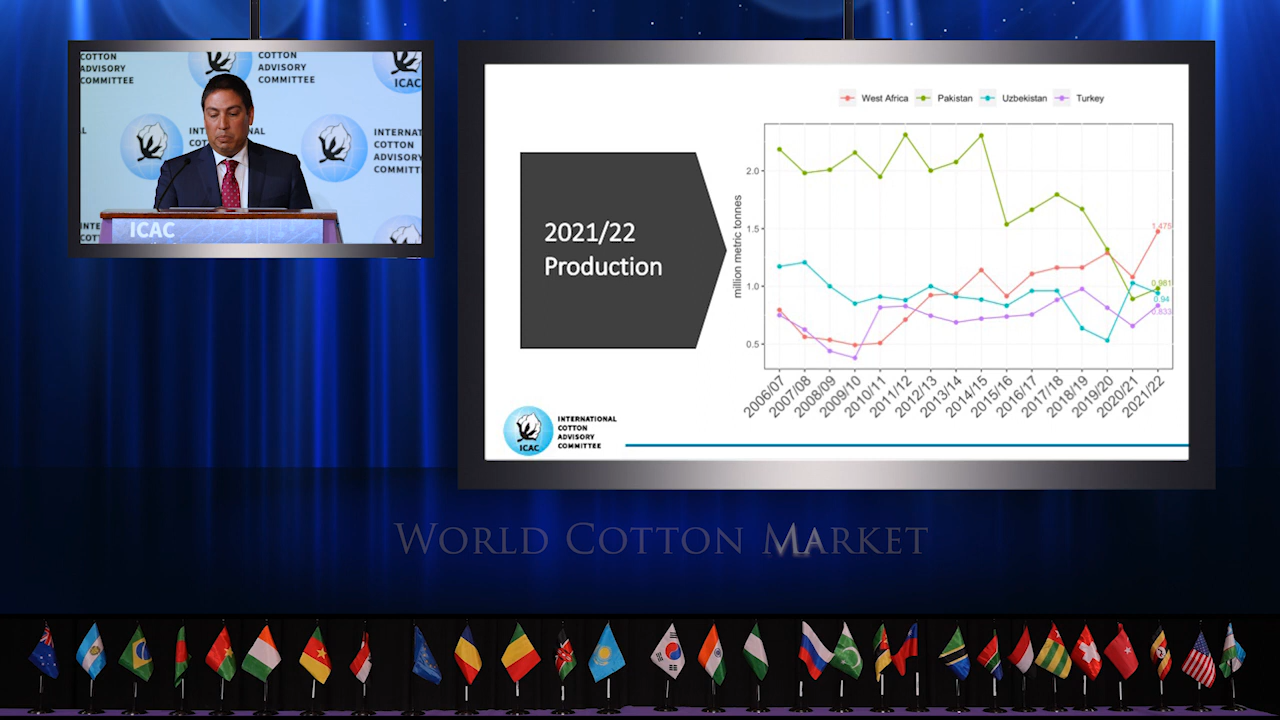 COTTON
ADVISORY
COMMITTEE
COTTON
ADVISORY
COMMITTEE
ICAC
INTERNATIONAL
COTTON
ADVISORY
COMMITT
ICAC
West Africa
Pakistan
Uzbekistan
Turkey
2021/22
Production
million metric tonnes
2.0
1.5
1.0
0.5
1.475
0.981
0.94
2006/07
2007/08
2008/09
2009/10
2010/11
2011/12
2012/13
2013/14
2014/15
2015/16
2016/17
2017/18
2018/19
2019/20
2020/21
2021/22
ICAC
INTERNATIONAL
COTTON
ADVISORY
COMMITTEE
WORLD COTTON MARKET